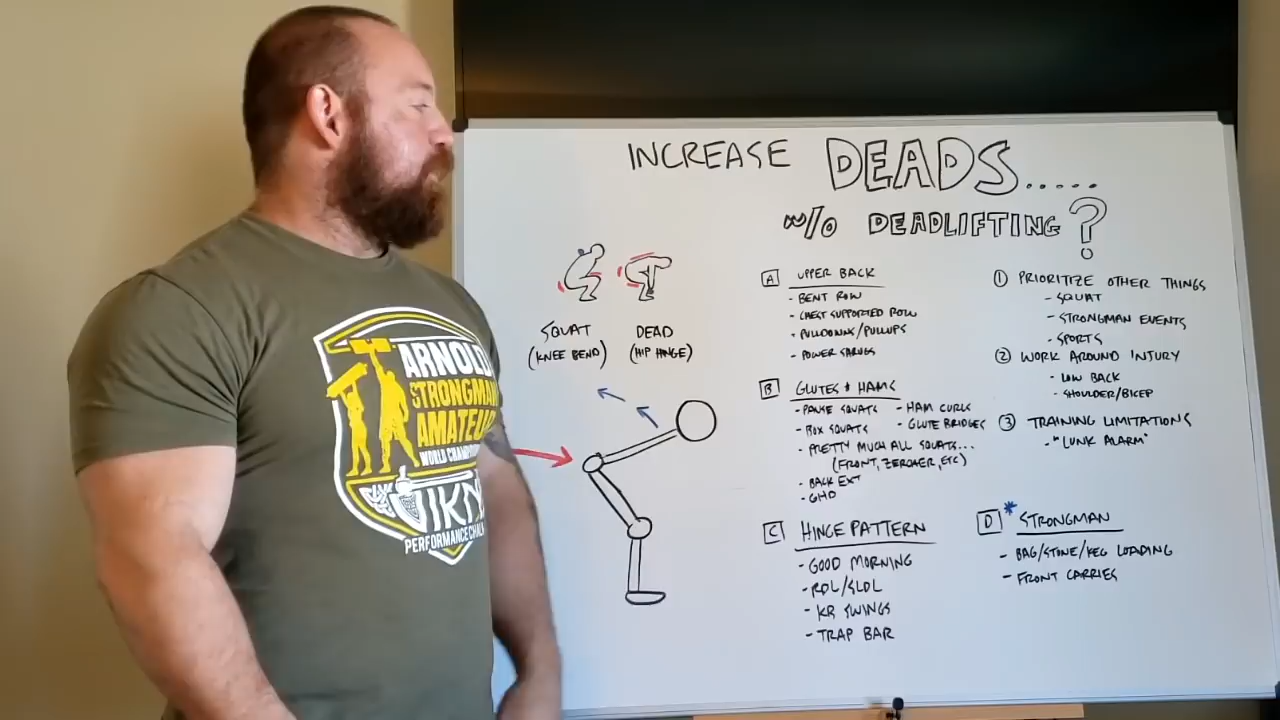 INCREASE DEADS.....
w/o DEADLIFTING?
SQUAT
(KNEE BEND)
DEAD
(HIP HINGE)
A UPPER BACK
- BENT ROW
- CHEST SUPPORTED ROW
- PULLDOWNS/PULLUPS
- POWER SHRUGS
B GLUTES & HAMS
- PAUSE SQUATS
- BOX SQUATS
- PRETTY MUCH ALL SQUATS...
(FRONT, ZERCHER, ETC)
- BACK EXT
- GHD
- HAM CURLS
- GLUTE BRIDGES
C HINGE PATTERN
- GOOD MORNING
- RDL/SLDL
- KB SWINGS
- TRAP BAR
1 PRIORITIZE OTHER THINGS
- SQUAT
- STRONGMAN EVENTS
- SPORTS
2 WORK AROUND INJURY
- LOW BACK
- SHOULDER/BICEP
3 TRAINING LIMITATIONS
- "LUNK ALARM"
D * STRONGMAN
- BAG/STONE/KEG LOADING
- FRONT CARRIES
ARNOLD
STRONGMAN
AMATEUR
WORLD
PERFORMANCE